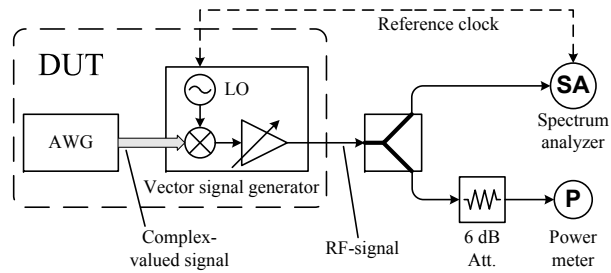 Reference clock
DUT
LO
SA
AWG
Spectrum
analyzer
Vector signal generator
P
Complex-
valued signal
RF-signal
6 dB
Att.
Power
meter